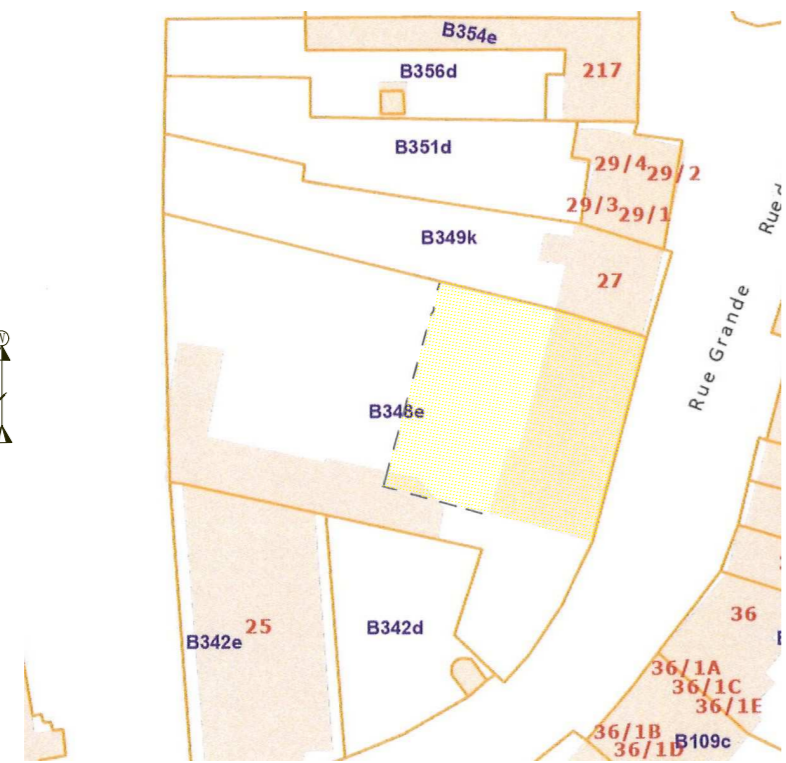 B354e
B356d
217
B351d
29/4
29/2
29/3
29/1
B349k
27
Rue Grande
B348e
25
B342e
B342d
36
36/1A
36/1C
36/1E
36/1B
36/1D
B109c